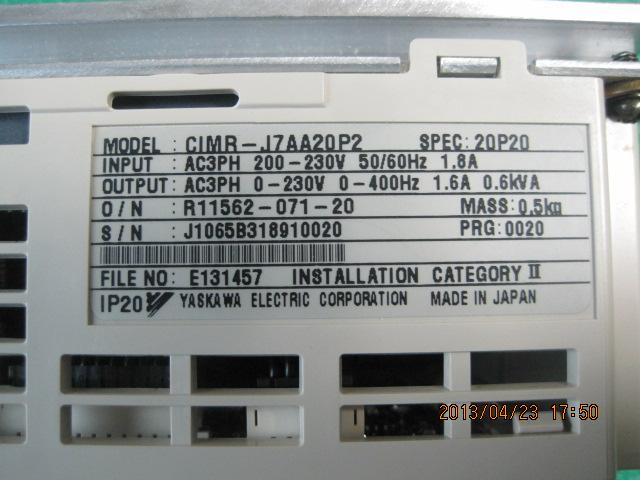 MODEL : CIMR-J7AA20P2 SPEC: 20P20
INPUT : AC3PH 200-230V 50/60Hz 1.8A
OUTPUT: AC3PH 0-230V 0-400Hz 1.6A 0.6kVA
O/N : R11562-071-20 MASS: 0.5kg
S/N : J1065B318910020 PRG: 0020
FILE NO: E131457 INSTALLATION CATEGORY II
IP20 YASKAWA ELECTRIC CORPORATION MADE IN JAPAN
2013/04/23 17:50